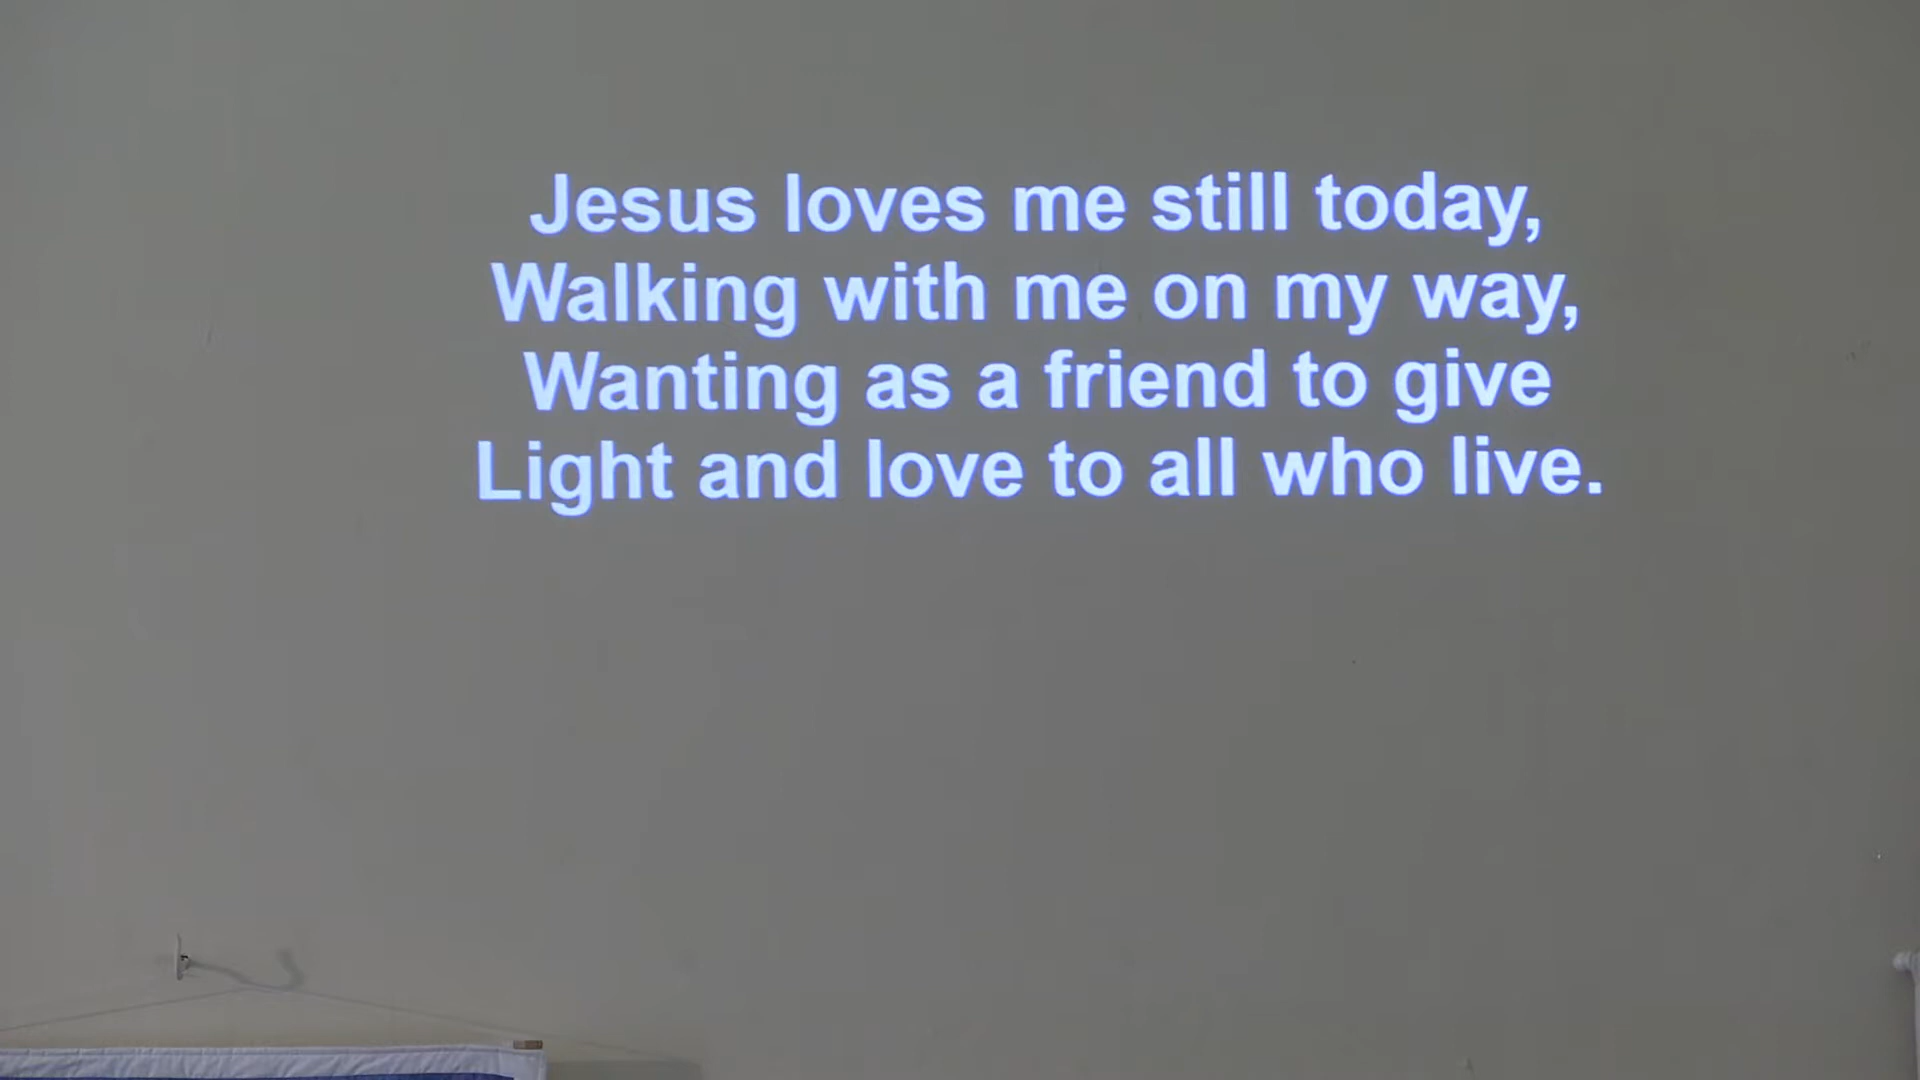 Jesus loves me still today,
Walking with me on my way,
Wanting as a friend to give
Light and love to all who live.